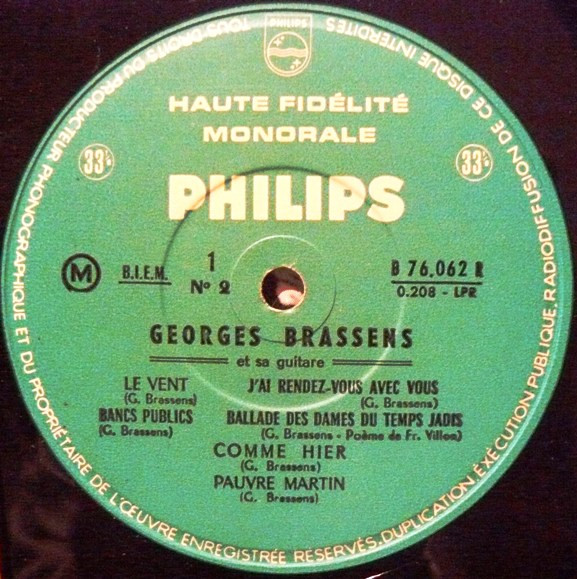 TOUS DROITS DU PRODUCTEUR PHONOGRAPHIQUE ET DU PROPRIÉTAIRE DE L'ŒUVRE ENREGISTRÉE RÉSERVÉS. DUPLICATION, EXÉCUTION PUBLIQUE, RADIODIFFUSION DE CE DISQUE INTERDITES
PHILIPS
HAUTE FIDÉLITÉ
MONORALE
33⅓ 33⅓
PHILIPS
M B.I.E.M. 1 B 76.062 R
Nº 2 0.208 - LPR
GEORGES BRASSENS
et sa guitare
LE VENT J'AI RENDEZ-VOUS AVEC VOUS
(G. Brassens) (G. Brassens)
BANCS PUBLICS BALLADE DES DAMES DU TEMPS JADIS
(G. Brassens) (G. Brassens - Poème de Fr. Villon)
COMME HIER
(G. Brassens)
PAUVRE MARTIN
(G. Brassens)